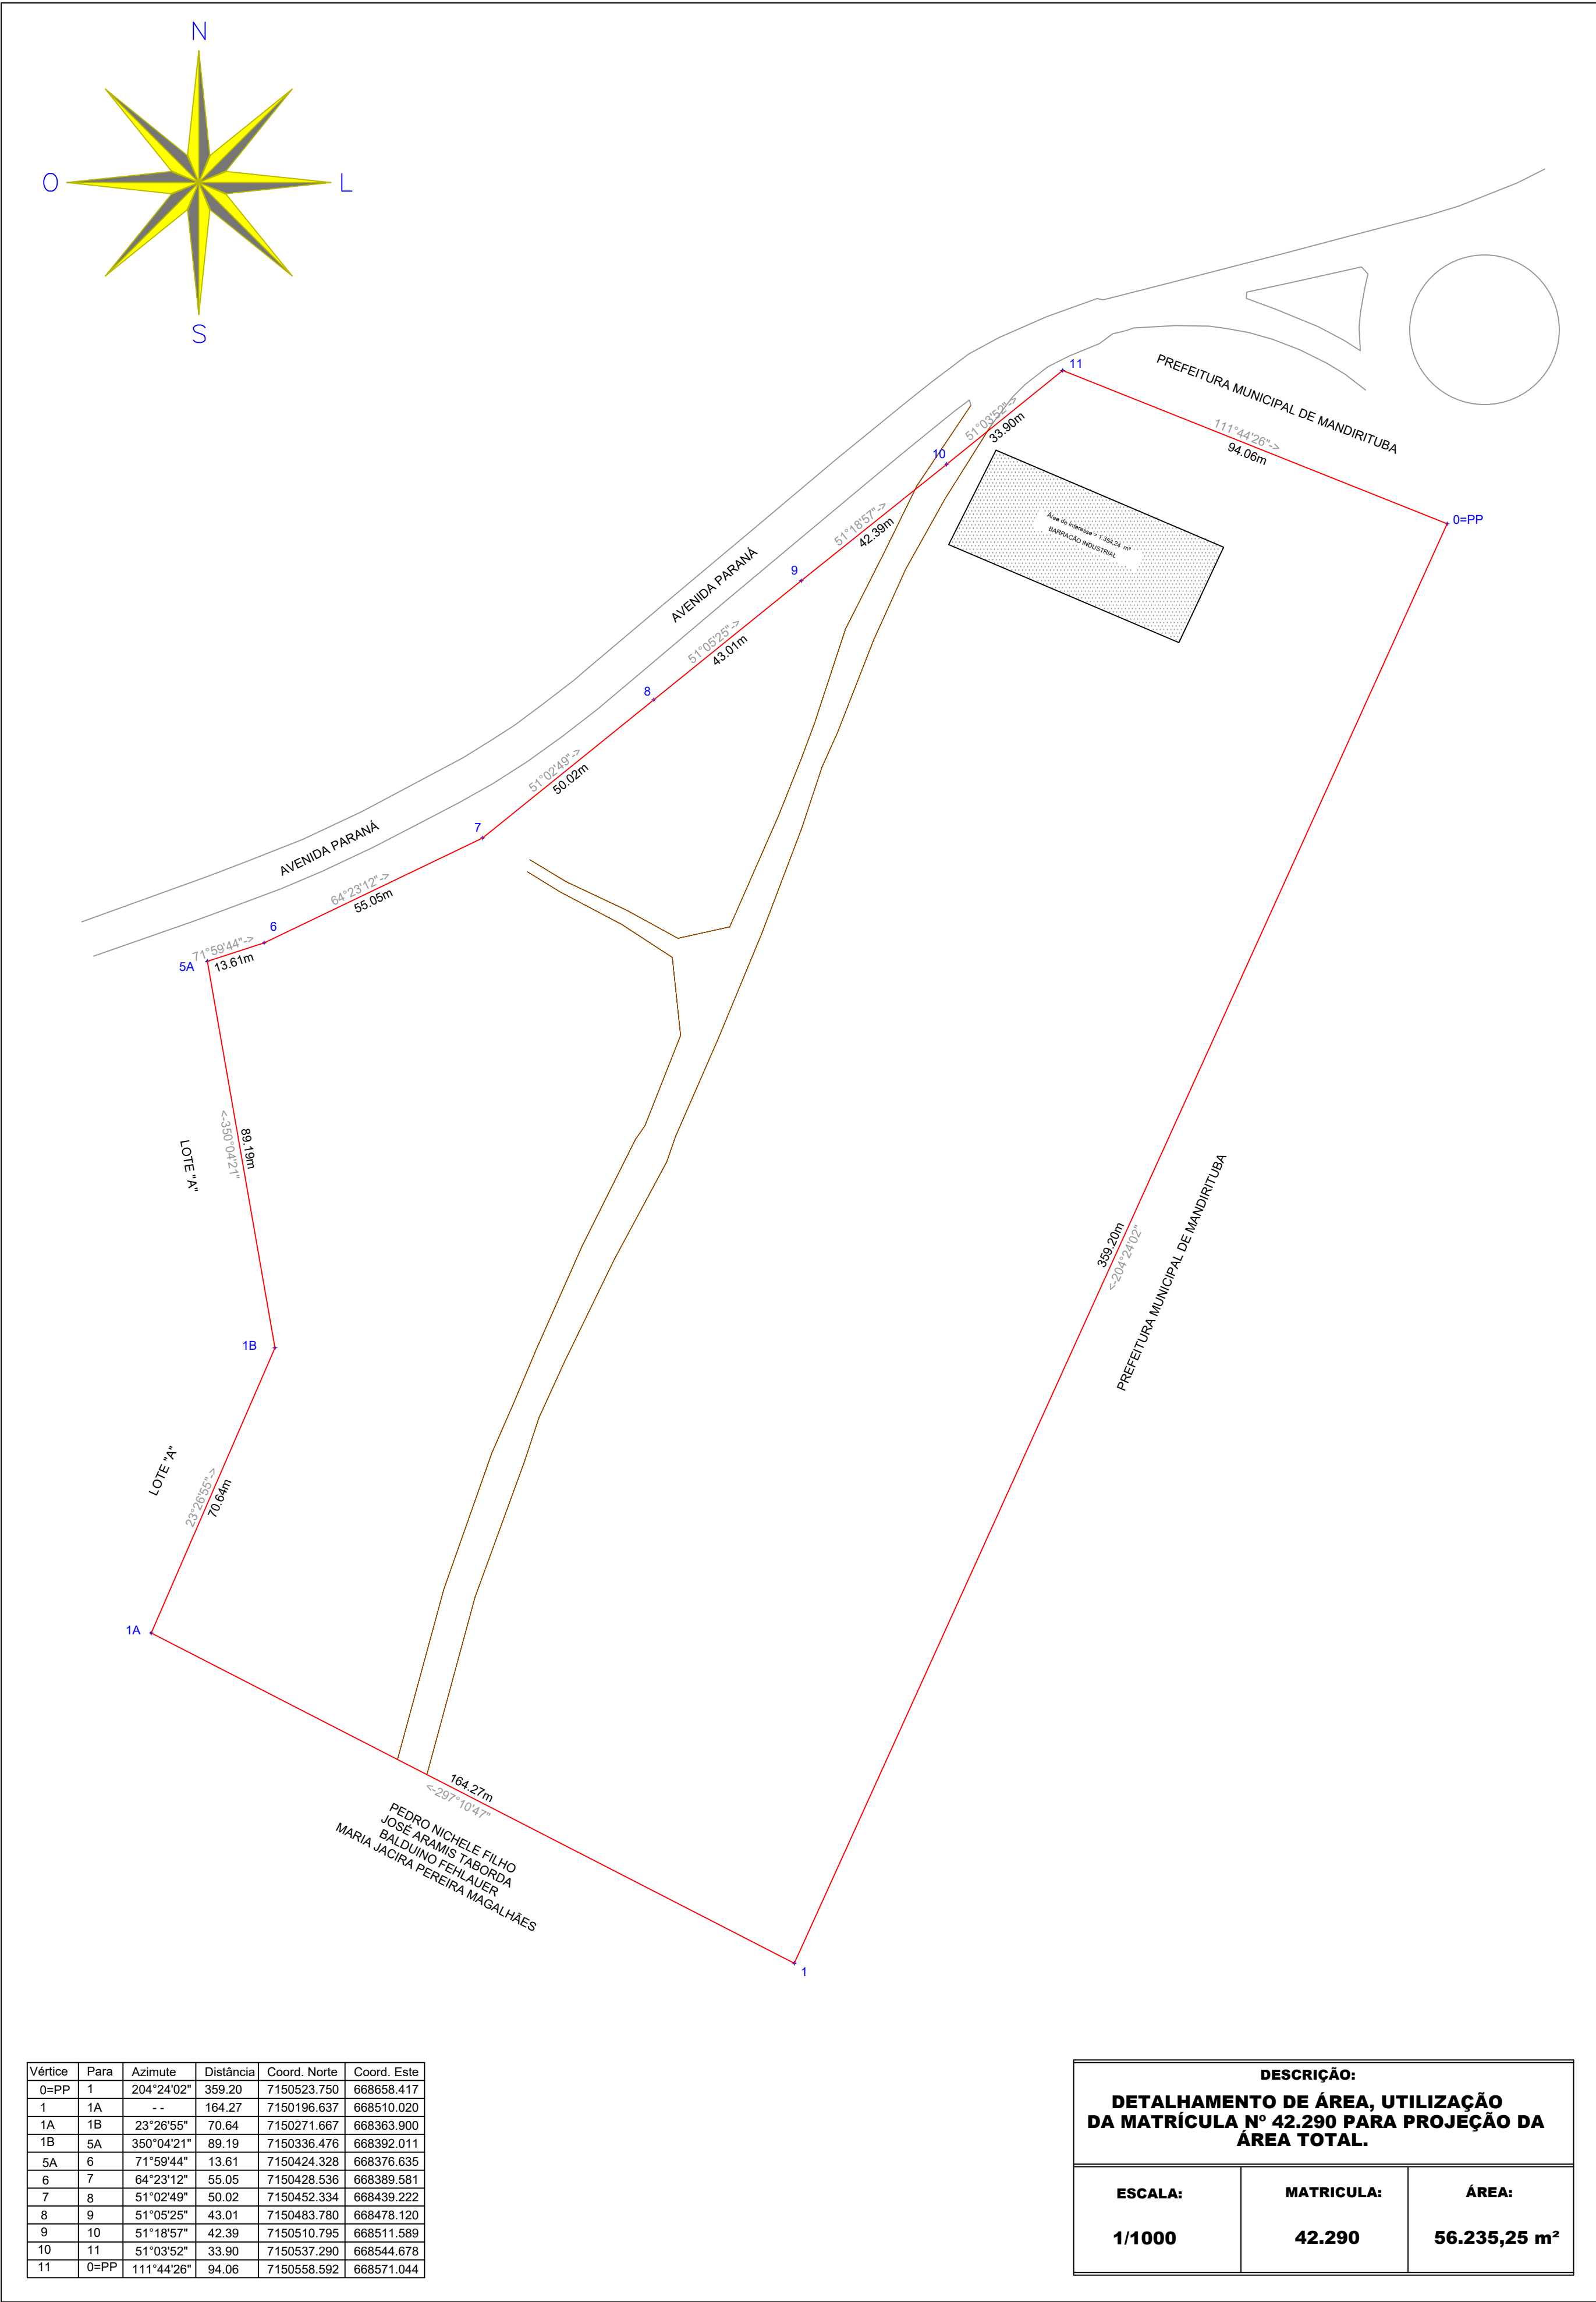 N
O
L
S
11
PREFEITURA MUNICIPAL DE MANDIRITUBA
51°03'52"->
33.90m
111°44'26"->
94.06m
10
0=PP
Área de Interesse = 1.394,24 m²
BARRACÃO INDUSTRIAL
51°18'57"->
42.39m
AVENIDA PARANÁ
9
51°05'25"->
43.01m
8
51°02'49"->
50.02m
7
AVENIDA PARANÁ
64°23'12"->
55.05m
6
71°59'44"->
13.61m
5A
LOTE "A"
<-350°04'21"
89.19m
359.20m
<-204°24'02"
PREFEITURA MUNICIPAL DE MANDIRITUBA
1B
LOTE "A"
23°26'55"->
70.64m
1A
164.27m
<-297°10'47"
PEDRO NICHELE FILHO
JOSÉ ARAMIS TABORDA
BALDUINO FEHLAUER
MARIA JACIRA PEREIRA MAGALHÃES
1
Vértice Para Azimute Distância Coord. Norte Coord. Este
0=PP 1 204°24'02" 359.20 7150523.750 668658.417
1 1A - - 164.27 7150196.637 668510.020
1A 1B 23°26'55" 70.64 7150271.667 668363.900
1B 5A 350°04'21" 89.19 7150336.476 668392.011
5A 6 71°59'44" 13.61 7150424.328 668376.635
6 7 64°23'12" 55.05 7150428.536 668389.581
7 8 51°02'49" 50.02 7150452.334 668439.222
8 9 51°05'25" 43.01 7150483.780 668478.120
9 10 51°18'57" 42.39 7150510.795 668511.589
10 11 51°03'52" 33.90 7150537.290 668544.678
11 0=PP 111°44'26" 94.06 7150558.592 668571.044
DESCRIÇÃO:
DETALHAMENTO DE ÁREA, UTILIZAÇÃO
DA MATRÍCULA Nº 42.290 PARA PROJEÇÃO DA
ÁREA TOTAL.
ESCALA: MATRICULA: ÁREA:
1/1000 42.290 56.235,25 m²